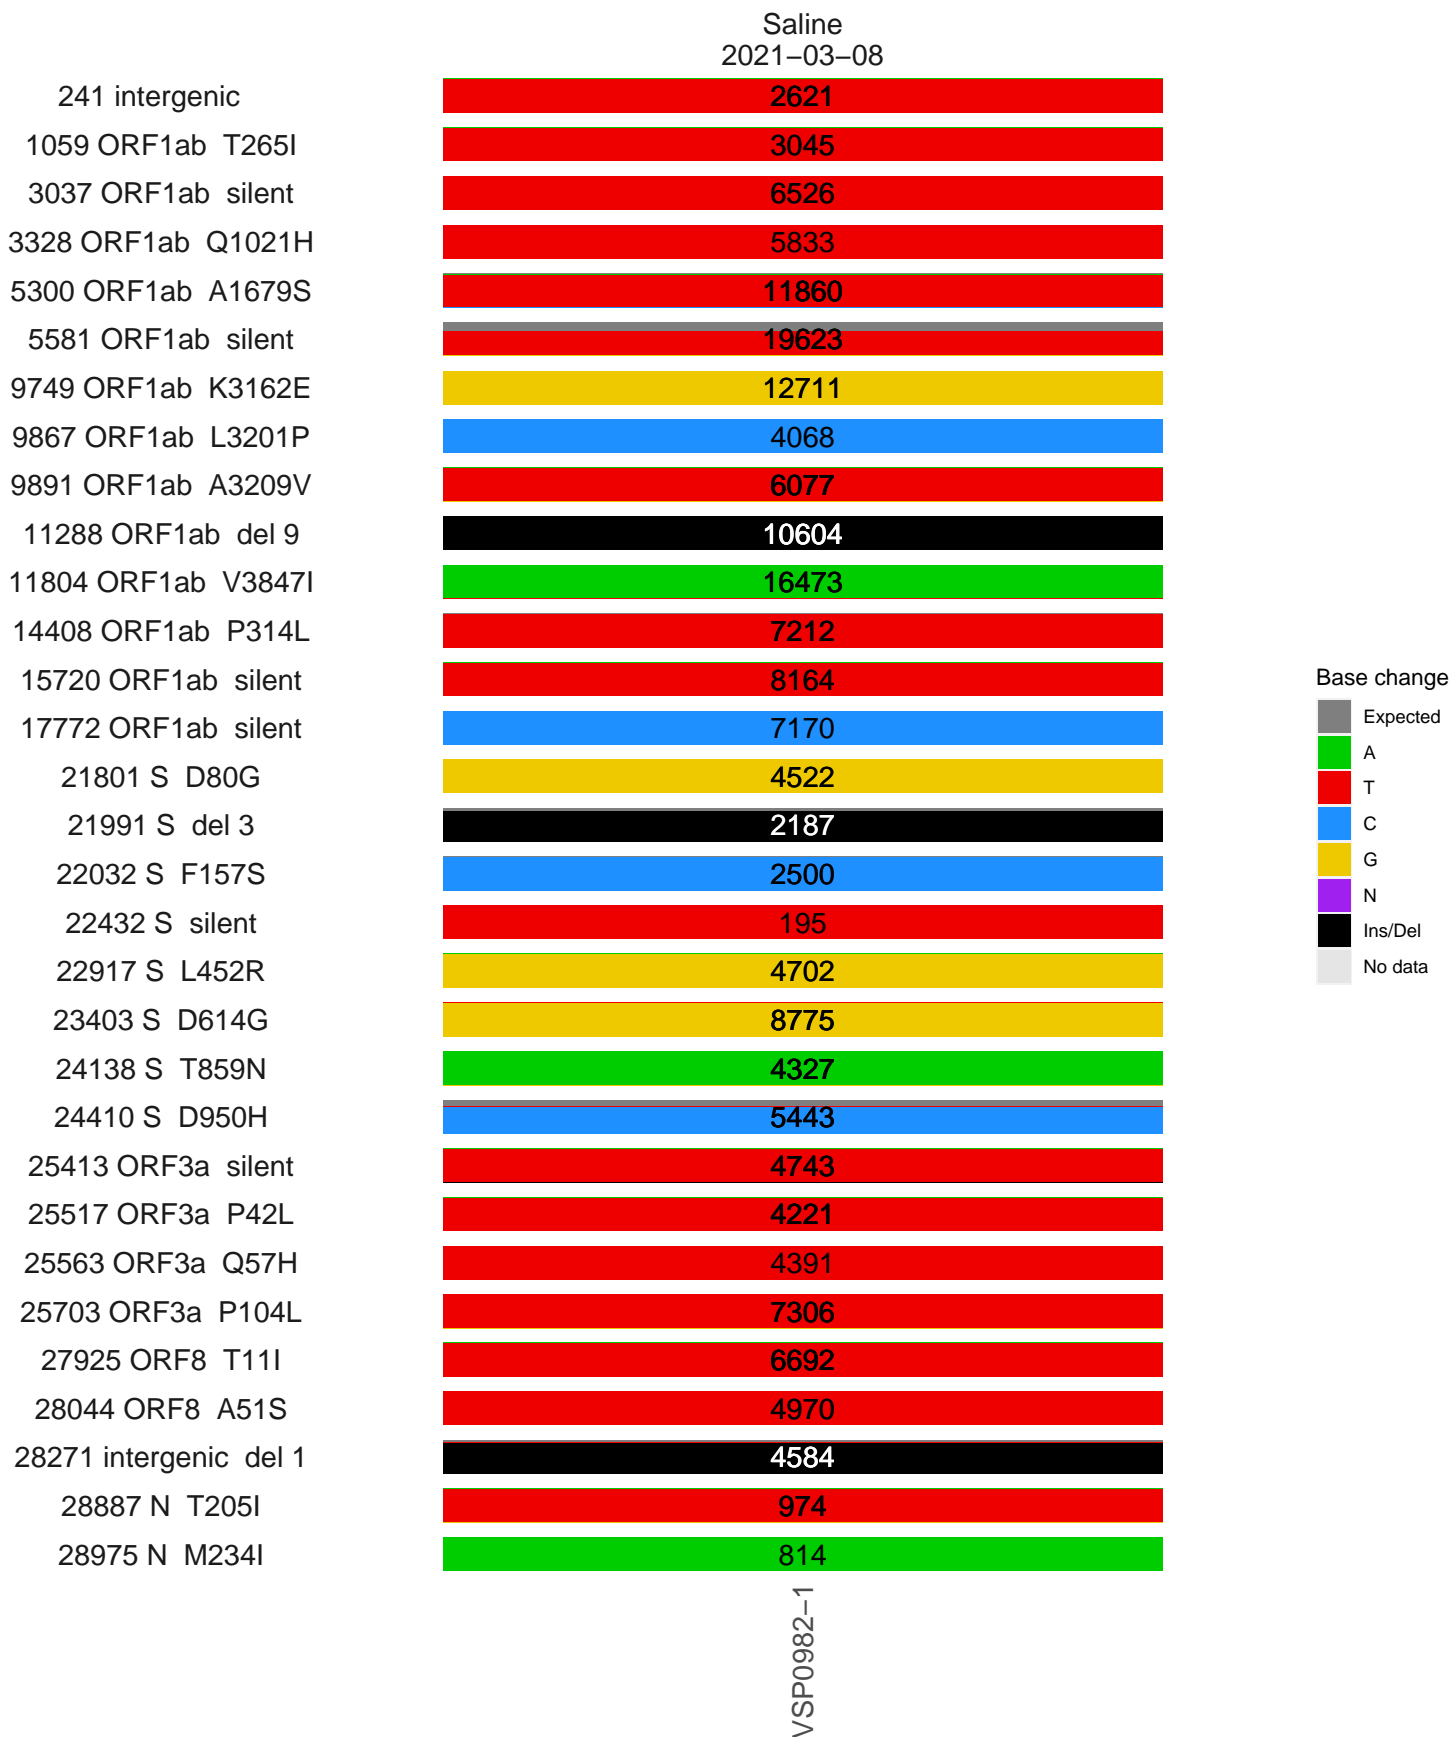 Saline
2021−03−08
241 intergenic 2621
1059 ORF1ab T265I 3045
3037 ORF1ab silent 6526
3328 ORF1ab Q1021H 5833
5300 ORF1ab A1679S 11860
5581 ORF1ab silent 19623
9749 ORF1ab K3162E 12711
9867 ORF1ab L3201P 4068
9891 ORF1ab A3209V 6077
11288 ORF1ab del 9 10604
11804 ORF1ab V3847I 16473
14408 ORF1ab P314L 7212
15720 ORF1ab silent 8164
17772 ORF1ab silent 7170
21801 S D80G 4522
21991 S del 3 2187
22032 S F157S 2500
22432 S silent 195
22917 S L452R 4702
23403 S D614G 8775
24138 S T859N 4327
24410 S D950H 5443
25413 ORF3a silent 4743
25517 ORF3a P42L 4221
25563 ORF3a Q57H 4391
25703 ORF3a P104L 7306
27925 ORF8 T11I 6692
28044 ORF8 A51S 4970
28271 intergenic del 1 4584
28887 N T205I 974
28975 N M234I 814
VSP0982−1
Base change
Expected
A
T
C
G
N
Ins/Del
No data